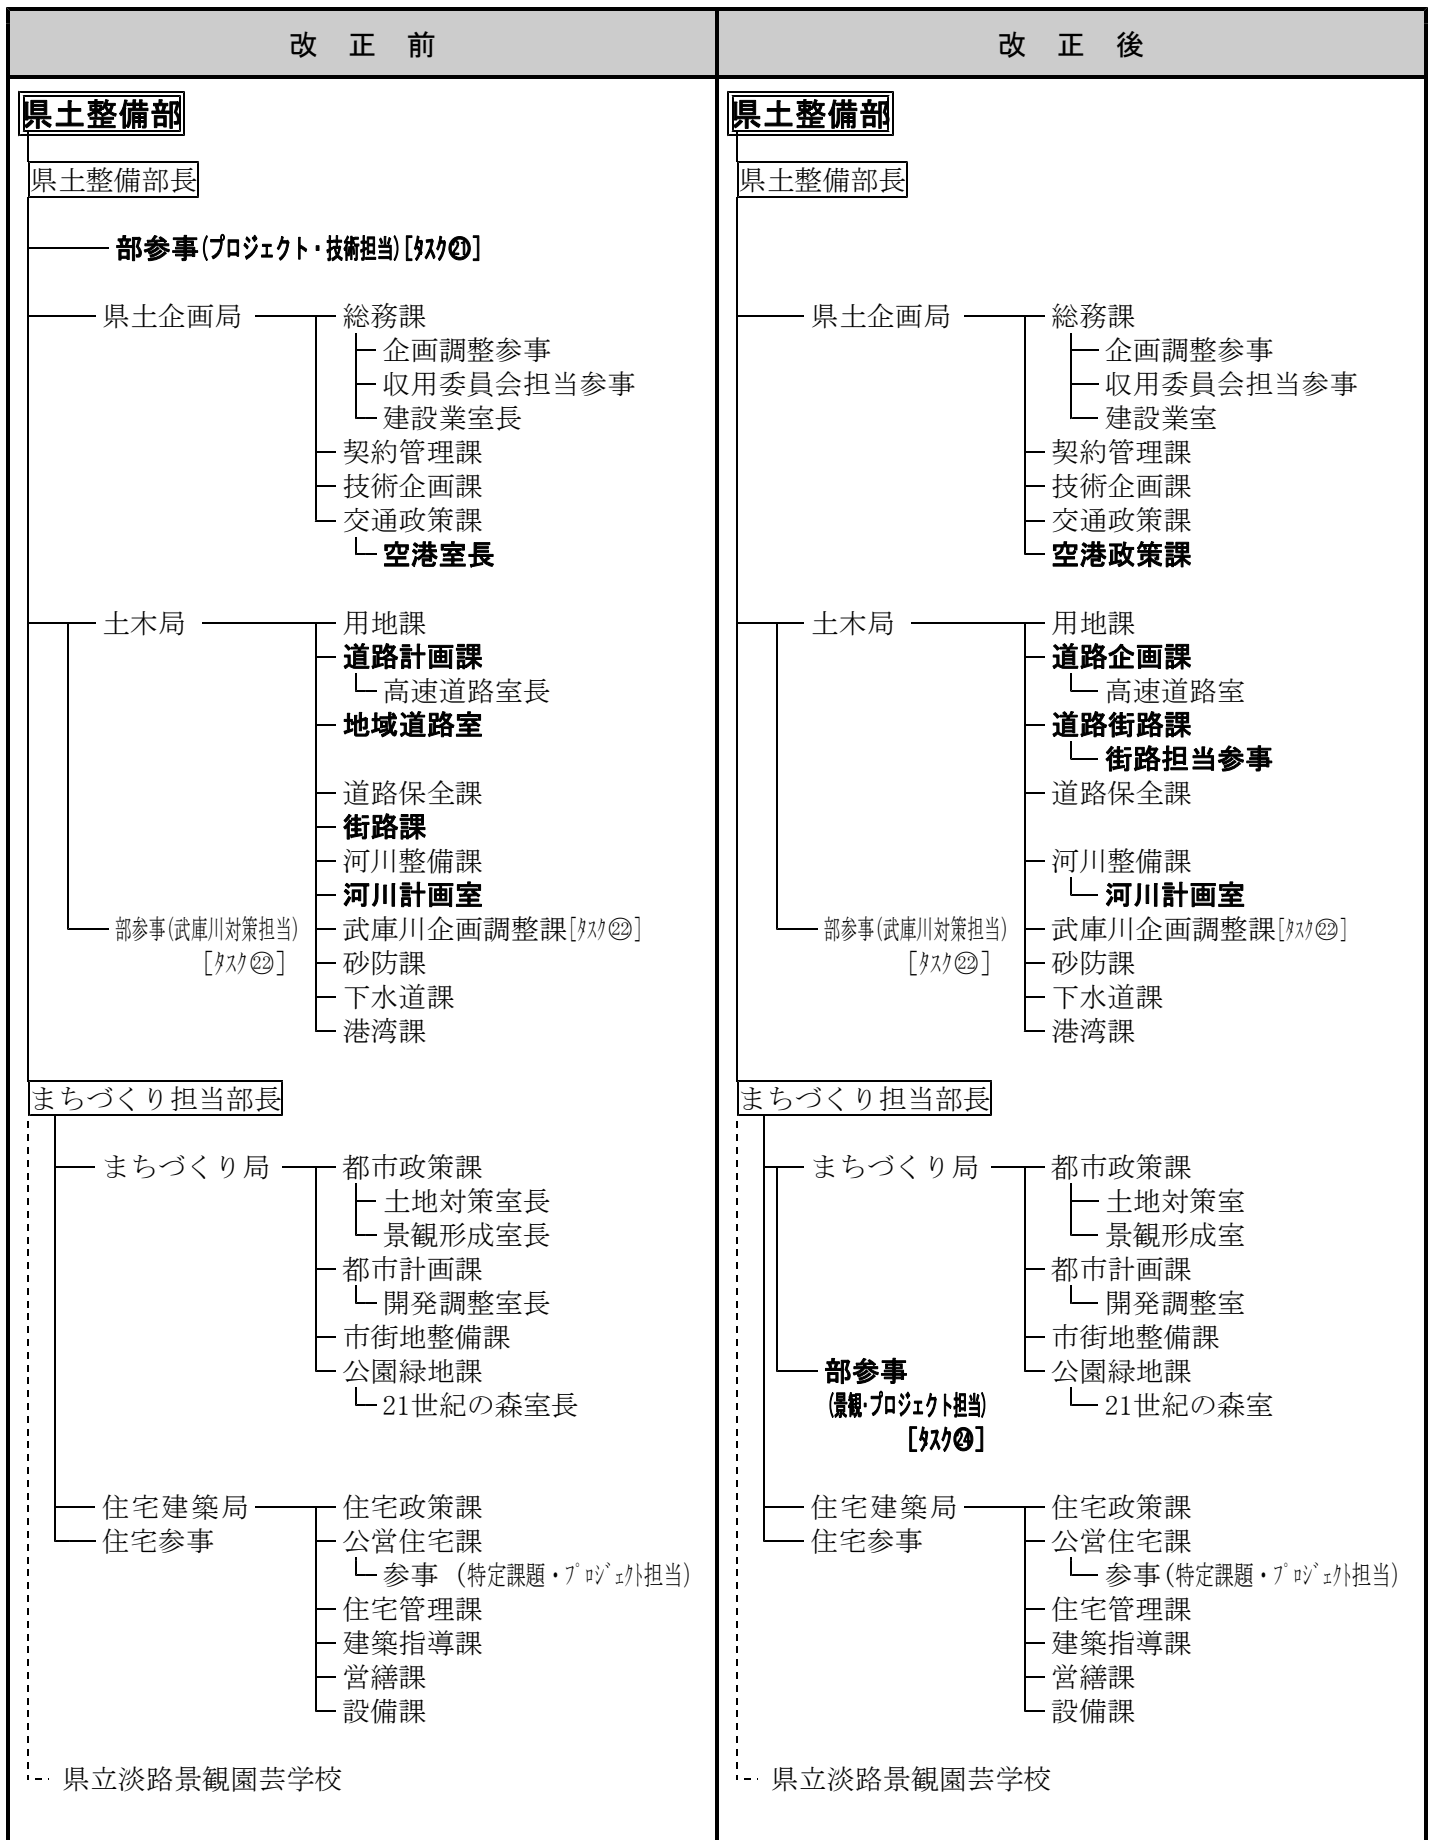 改正前
県土整備部
県土整備部長
部参事(プロジェクト・技術担当)[ﾀｽｸ㉑]
県土企画局 総務課
企画調整参事
収用委員会担当参事
建設業室長
契約管理課
技術企画課
交通政策課
空港室長
土木局 用地課
道路計画課
高速道路室長
地域道路室
道路保全課
街路課
河川整備課
河川計画室
部参事(武庫川対策担当) 武庫川企画調整課[ﾀｽｸ㉒]
[ﾀｽｸ㉒] 砂防課
下水道課
港湾課
まちづくり担当部長
まちづくり局 都市政策課
土地対策室長
景観形成室長
都市計画課
開発調整室長
市街地整備課
公園緑地課
21世紀の森室長
住宅建築局 住宅政策課
住宅参事 公営住宅課
参事 (特定課題・ﾌﾟﾛｼﾞｪｸﾄ担当)
住宅管理課
建築指導課
営繕課
設備課
県立淡路景観園芸学校
改正後
県土整備部
県土整備部長
県土企画局 総務課
企画調整参事
収用委員会担当参事
建設業室
契約管理課
技術企画課
交通政策課
空港政策課
土木局 用地課
道路企画課
高速道路室
道路街路課
街路担当参事
道路保全課
河川整備課
河川計画室
部参事(武庫川対策担当) 武庫川企画調整課[ﾀｽｸ㉒]
[ﾀｽｸ㉒] 砂防課
下水道課
港湾課
まちづくり担当部長
まちづくり局 都市政策課
土地対策室
景観形成室
都市計画課
開発調整室
市街地整備課
部参事 公園緑地課
(景観・プロジェクト担当) 21世紀の森室
[ﾀｽｸ㉔]
住宅建築局 住宅政策課
住宅参事 公営住宅課
参事(特定課題・ﾌﾟﾛｼﾞｪｸﾄ担当)
住宅管理課
建築指導課
営繕課
設備課
県立淡路景観園芸学校